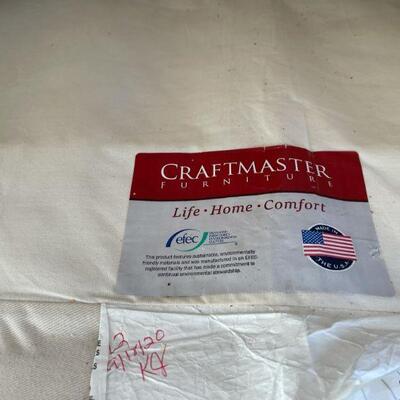 CRAFTMASTER
FURNITURE
Life · Home · Comfort
efec
MADE IN
THE U.S.A.
This product features sustainable, environmentally
friendly materials and was manufactured in an EFEC
registered facility that has made a commitment to
continual environmental stewardship.
L2